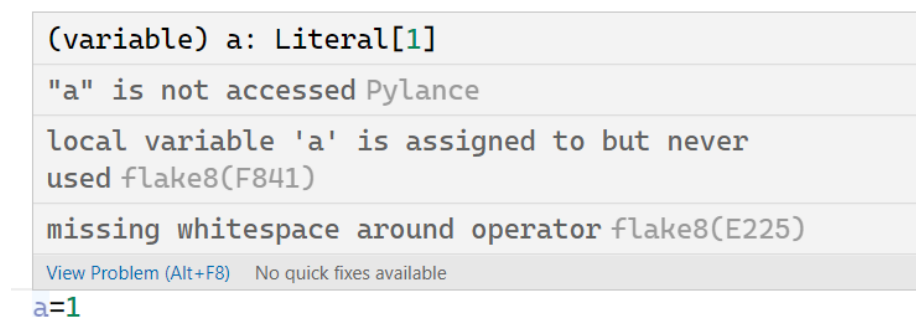 (variable) a: Literal[1]
"a" is not accessed Pylance
local variable 'a' is assigned to but never
used flake8(F841)
missing whitespace around operator flake8(E225)
View Problem (Alt+F8) No quick fixes available
a=1